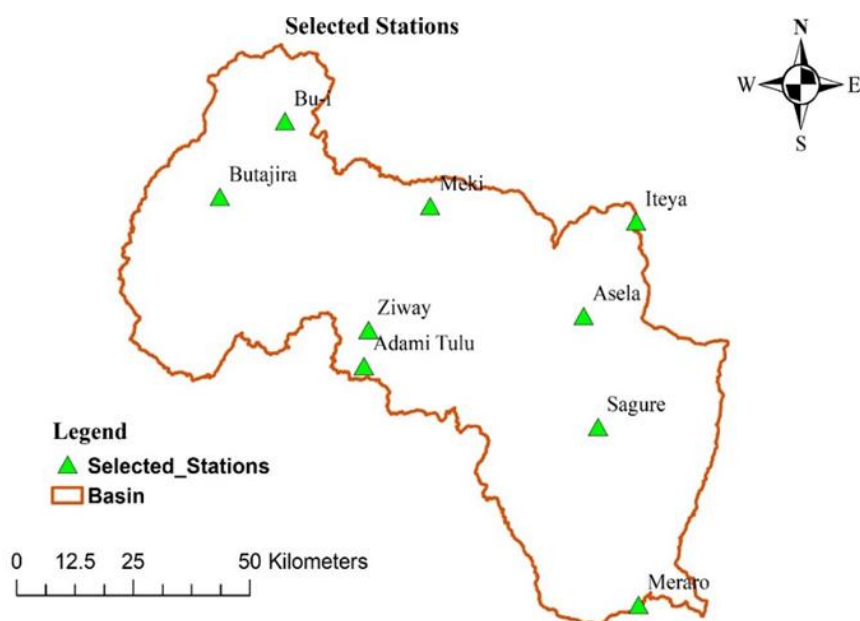 Selected Stations
N
W E
S
Bu-i
Butajira
Meki
Iteya
Asela
Ziway
Adami Tulu
Sagure
Legend
Selected_Stations
Basin
0 12.5 25 50 Kilometers
Meraro